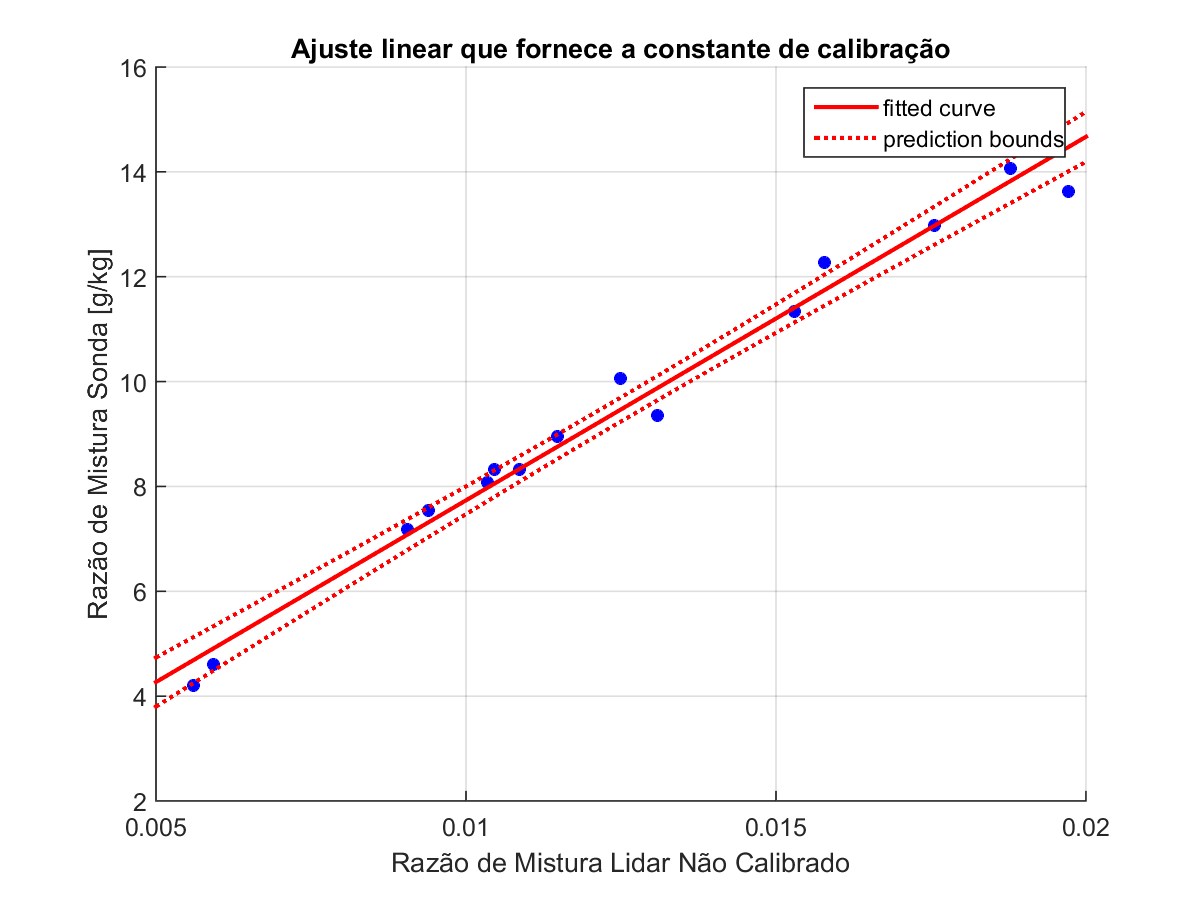 Ajuste linear que fornece a constante de calibração
fitted curve
prediction bounds
16
14
12
10
8
6
4
2
0.005
0.01
0.015
0.02
Razão de Mistura Sonda [g/kg]
Razão de Mistura Lidar Não Calibrado